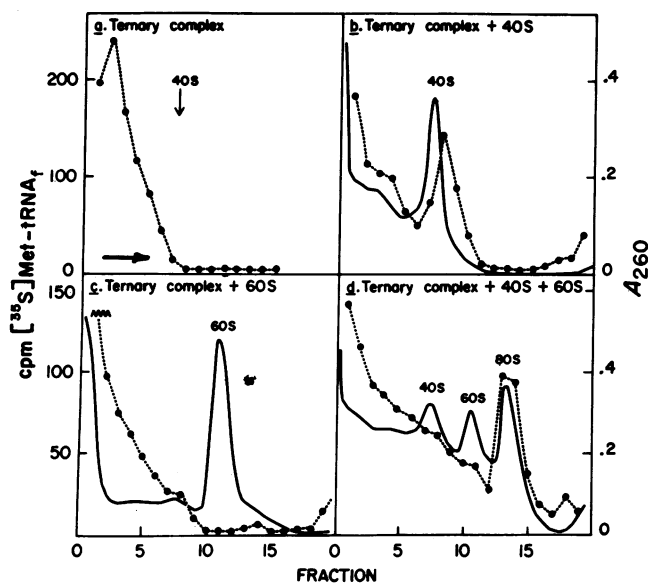 a. Ternary complex
40S
b. Ternary complex + 40S
40S
c. Ternary complex + 60S
60S
d. Ternary complex + 40S + 60S
40S
60S
80S
cpm [35S] Met-tRNAf
200
100
0
150
100
50
.4
.2
0
.4
.2
0
A260
0 5 10 15
0 5 10 15
FRACTION